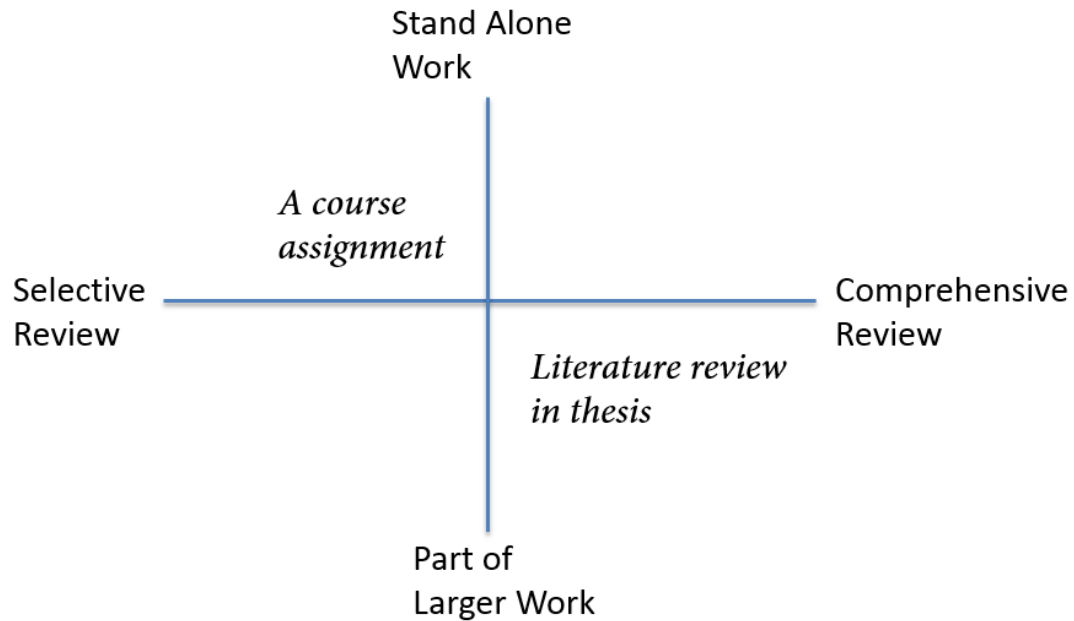 Stand Alone
Work
A course
assignment
Selective
Review
Comprehensive
Review
Literature review
in thesis
Part of
Larger Work